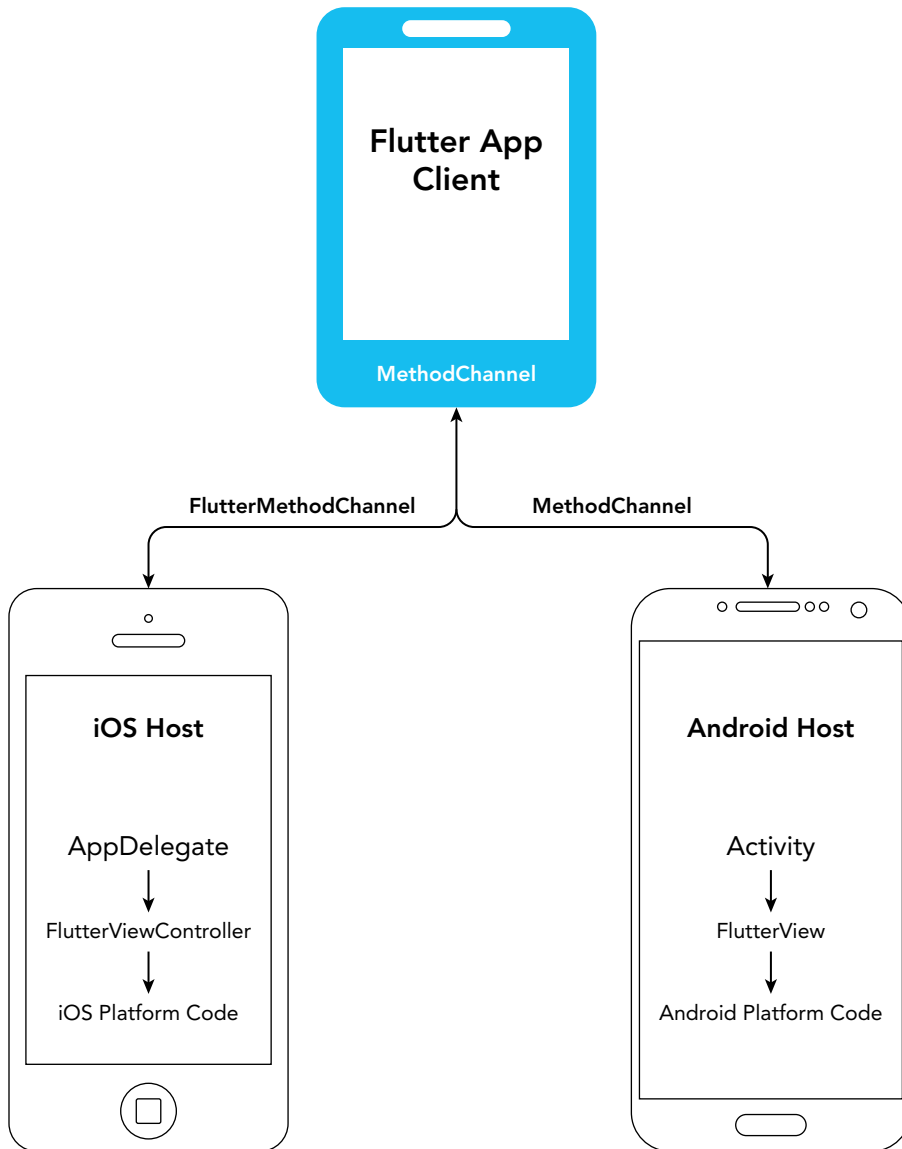 Flutter App
Client
MethodChannel
FlutterMethodChannel
MethodChannel
iOS Host
AppDelegate
FlutterViewController
iOS Platform Code
Android Host
Activity
FlutterView
Android Platform Code